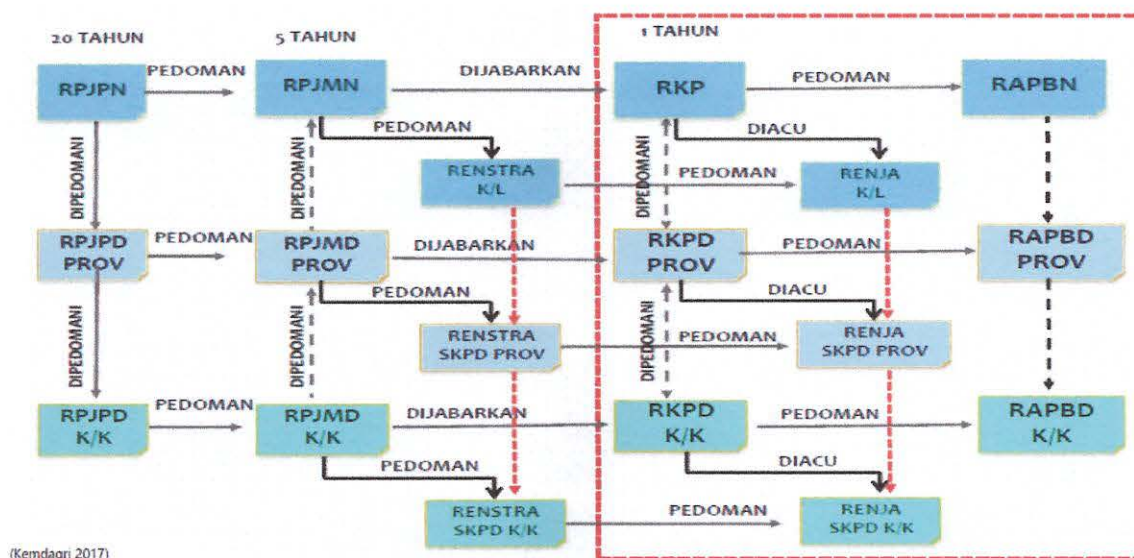 20 TAHUN
5 TAHUN
1 TAHUN
RPJPN
PEDOMAN
RPJMN
DIJABARKAN
RKP
PEDOMAN
RAPBN
PEDOMAN
DIACU
DIPEDOMANI
DIPEDOMANI
DIPEDOMANI
RENSTRA
K/L
PEDOMAN
RENJA
K/L
RPJPD
PROV
PEDOMAN
RPJMD
PROV
DIJABARKAN
RKPD
PROV
PEDOMAN
RAPBD
PROV
PEDOMAN
DIACU
DIPEDOMANI
DIPEDOMANI
DIPEDOMANI
RENSTRA
SKPD PROV
PEDOMAN
RENJA
SKPD PROV
RPJPD
K/K
PEDOMAN
RPJMD
K/K
DIJABARKAN
RKPD
K/K
PEDOMAN
RAPBD
K/K
PEDOMAN
DIACU
RENSTRA
SKPD K/K
PEDOMAN
RENJA
SKPD K/K
(Kemdagri 2017)